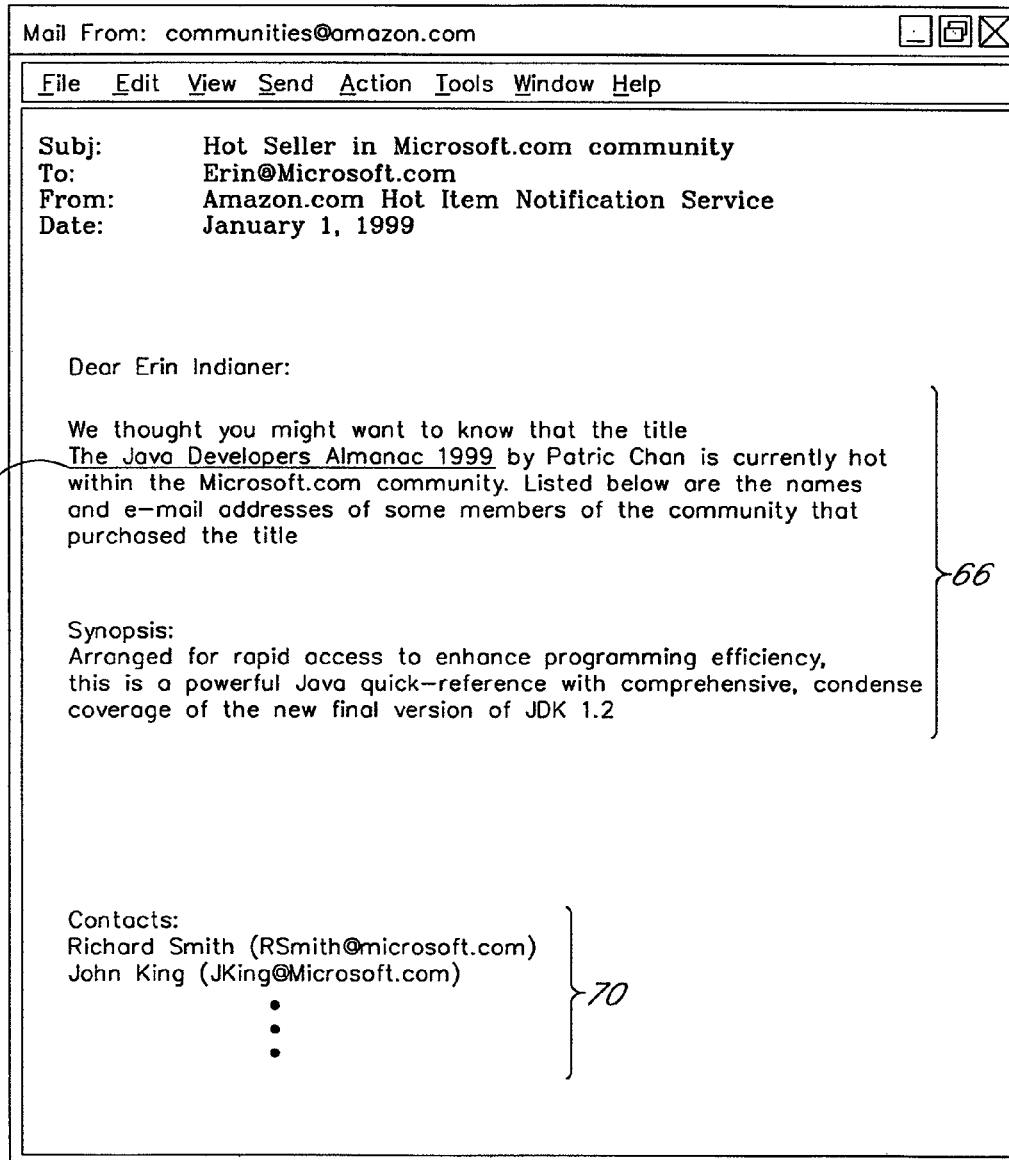 Mail From: communities@amazon.com
File Edit View Send Action Tools Window Help
Subj: Hot Seller in Microsoft.com community
To: Erin@Microsoft.com
From: Amazon.com Hot Item Notification Service
Date: January 1, 1999
Dear Erin Indianer:
We thought you might want to know that the title
The Java Developers Almanac 1999 by Patric Chan is currently hot
within the Microsoft.com community. Listed below are the names
and e-mail addresses of some members of the community that
purchased the title
66
Synopsis:
Arranged for rapid access to enhance programming efficiency,
this is a powerful Java quick-reference with comprehensive, condense
coverage of the new final version of JDK 1.2
Contacts:
Richard Smith (RSmith@microsoft.com)
John King (JKing@Microsoft.com)
70